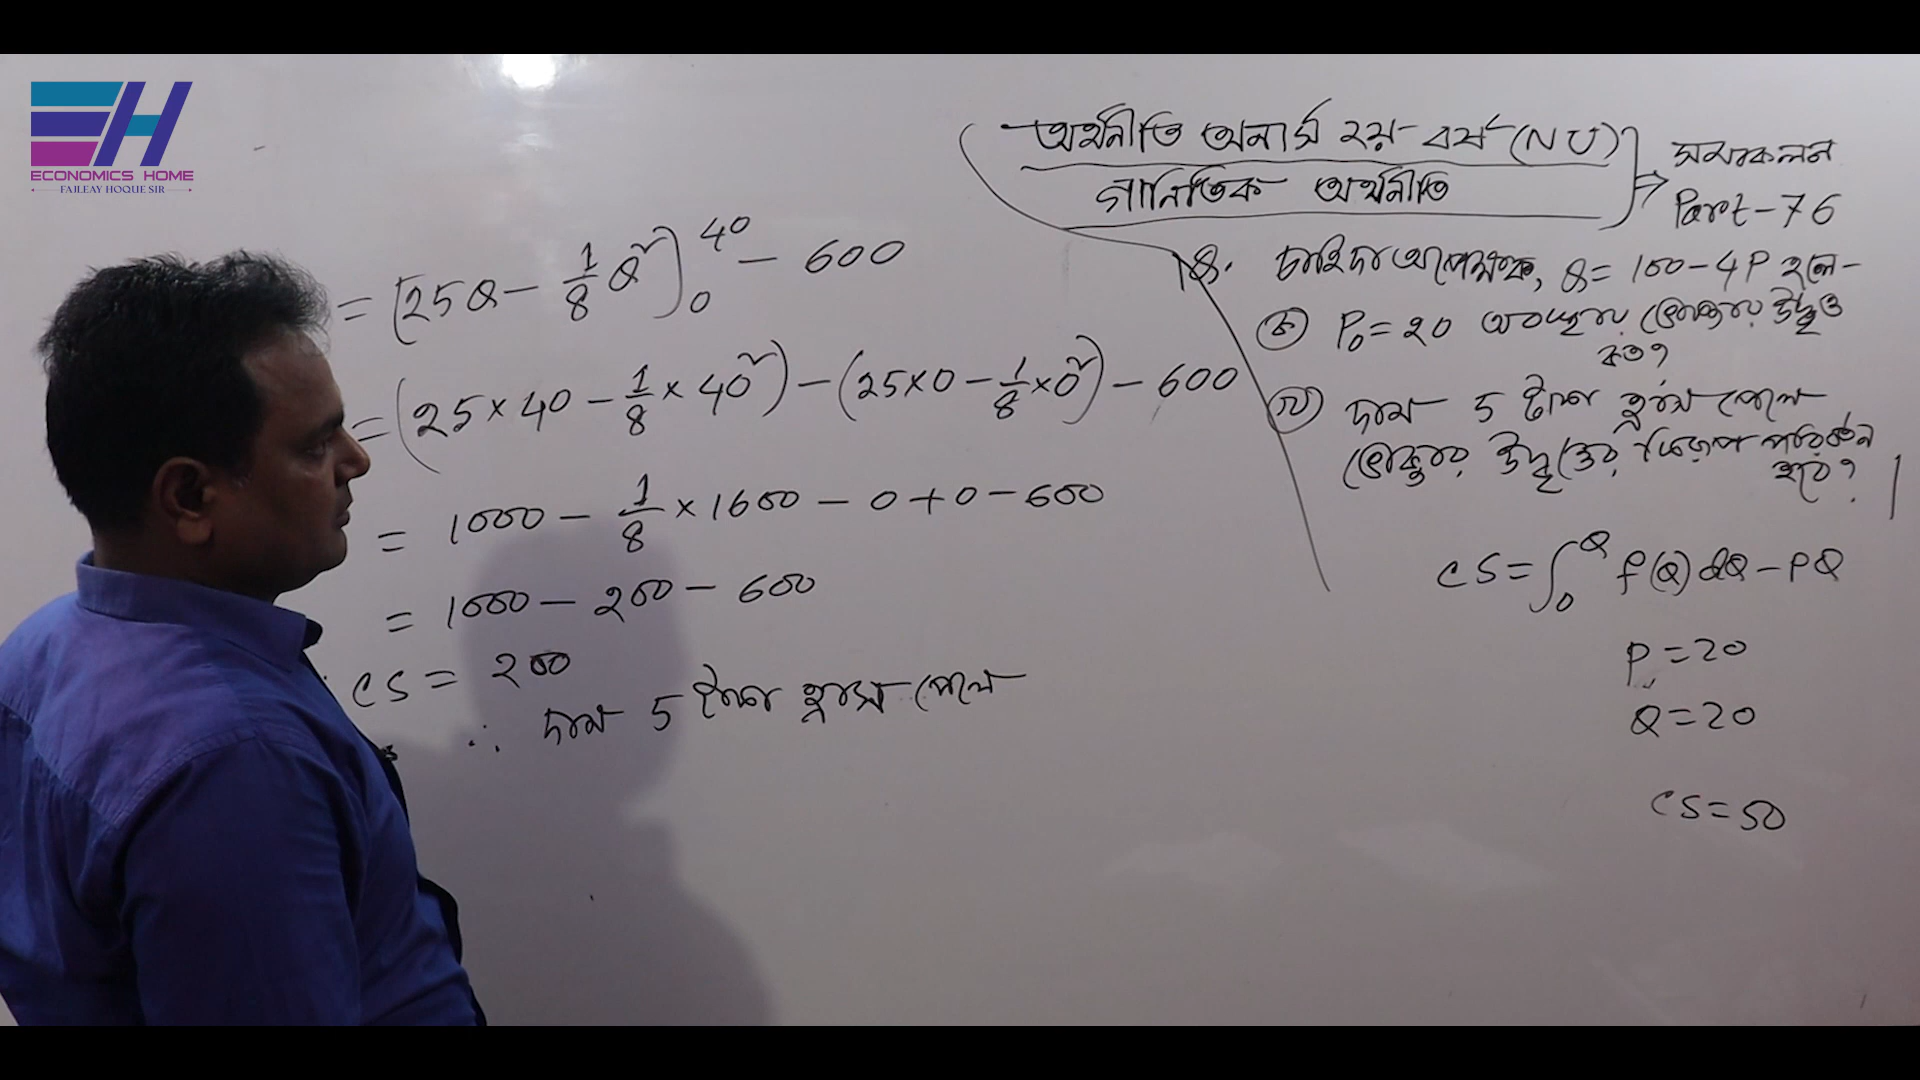 ECONOMICS HOME
FAILEAY HOQUE SIR
অর্থনীতি অনার্স ২য় বর্ষ (NU)
গানিতিক অর্থনীতি
সমাকলন
Part-76
Q. চাহিদা অপেক্ষক, Q = 100-4P হলে-
ক) P₀ = 20 অবস্থায় ভোক্তার উদ্বৃত্ত
কত?
খ) দাম 5 টাকা হ্রাস পেলে
ভোক্তার উদ্বৃত্তের কিরূপ পরিবর্তন
হবে?
CS = ∫₀^Q f(Q) dQ - PQ
P = 20
Q = 20
CS = 50
= [25Q - 1/8 Q²]₀^40 - 600
= (25 × 40 - 1/8 × 40²) - (25 × 0 - 1/8 × 0²) - 600
= 1000 - 1/8 × 1600 - 0 + 0 - 600
= 1000 - 200 - 600
CS = 200
∴ দাম 5 টাকা হ্রাস পেলে